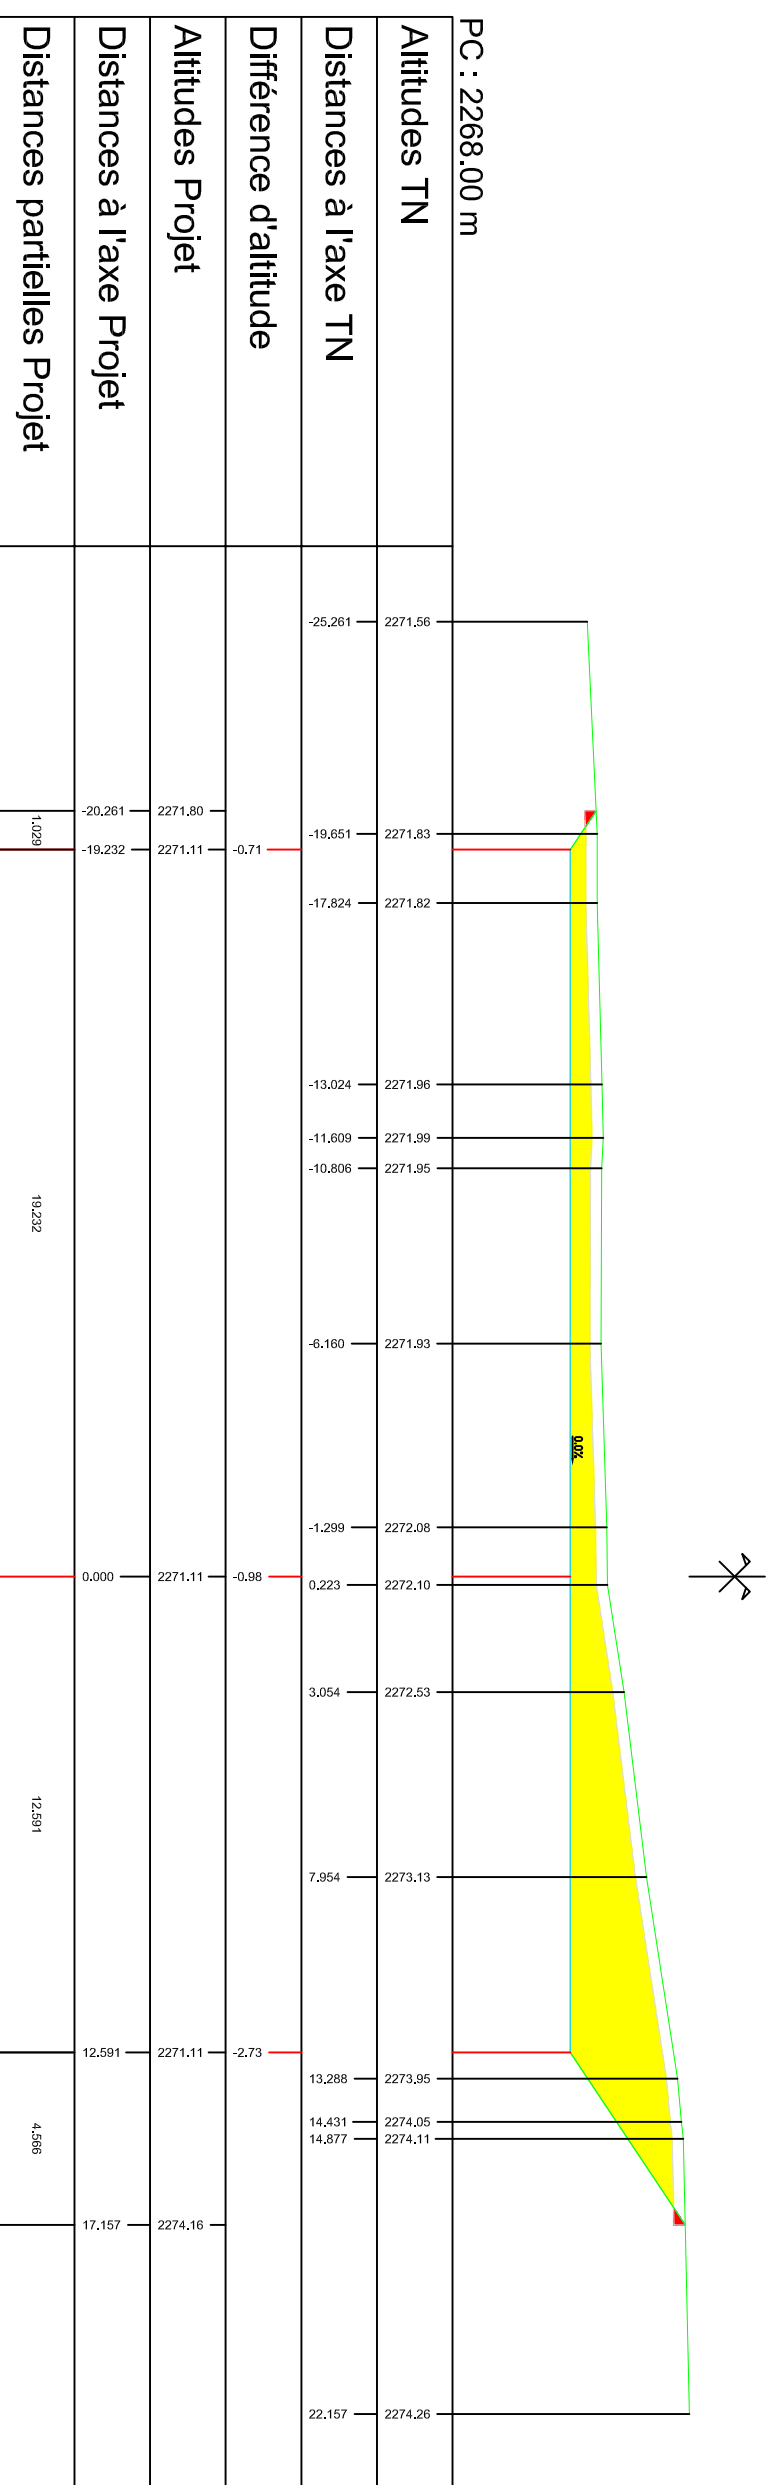 PC : 2268.00 m
Altitudes TN
2271.56 2271.83 2271.82 2271.96 2271.99 2271.95 2271.93 2272.08 2272.10 2272.53 2273.13 2273.95 2274.05 2274.11 2274.26
Distances à l'axe TN
-25.261 -19.651 -17.824 -13.024 -11.609 -10.806 -6.160 -1.299 0.223 3.054 7.954 13.288 14.431 14.877 22.157
Différence d'altitude
-0.71 -0.98 -2.73
Altitudes Projet
2271.80 2271.11 2271.11 2271.11 2274.16
Distances à l'axe Projet
-20.261 -19.232 0.000 12.591 17.157
Distances partielles Projet
1.029 19.232 12.591 4.566
0.0%